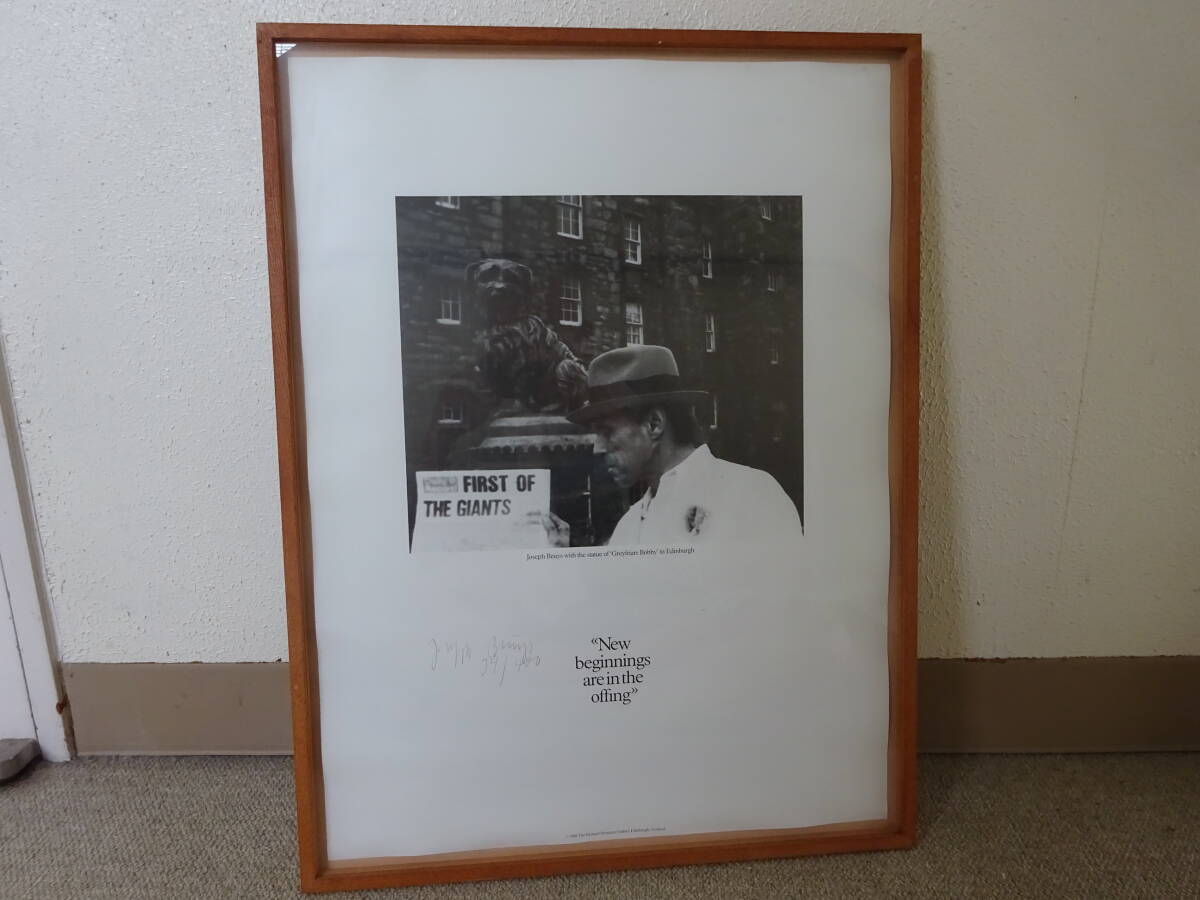 FIRST OF
THE GIANTS
Joseph Beuys with the statue of 'Greyfriars Bobby' in Edinburgh
«New
beginnings
are in the
offing»